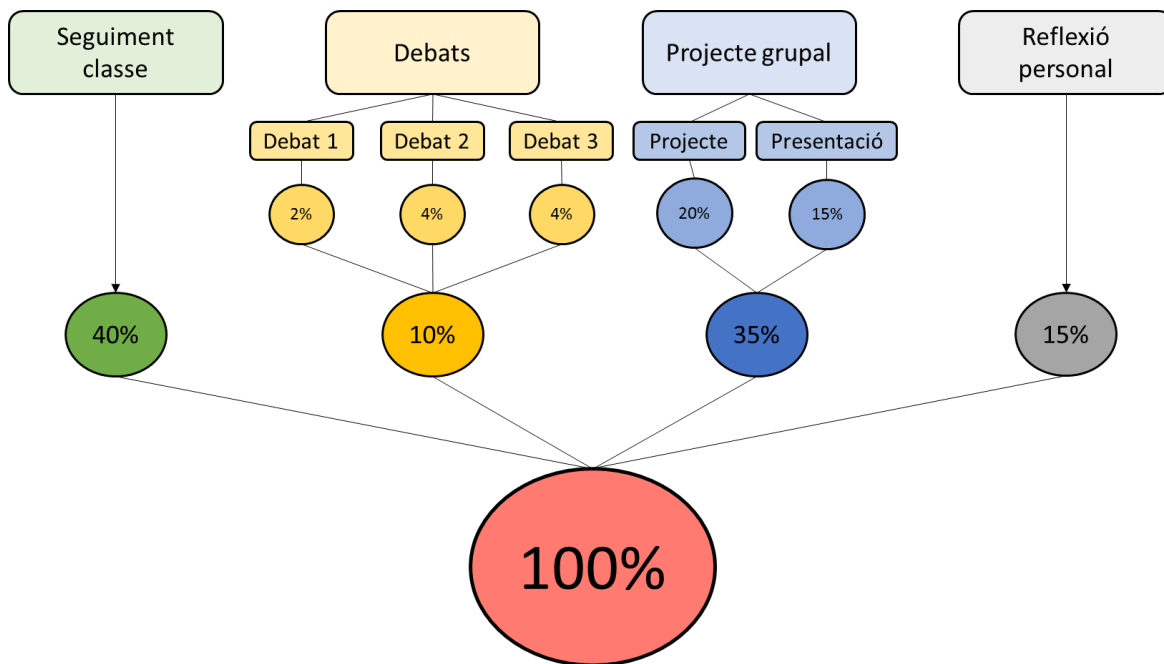 Seguiment
classe
Debats
Projecte grupal
Reflexió
personal
Debat 1
Debat 2
Debat 3
Projecte
Presentació
2%
4%
4%
20%
15%
40%
10%
35%
15%
100%